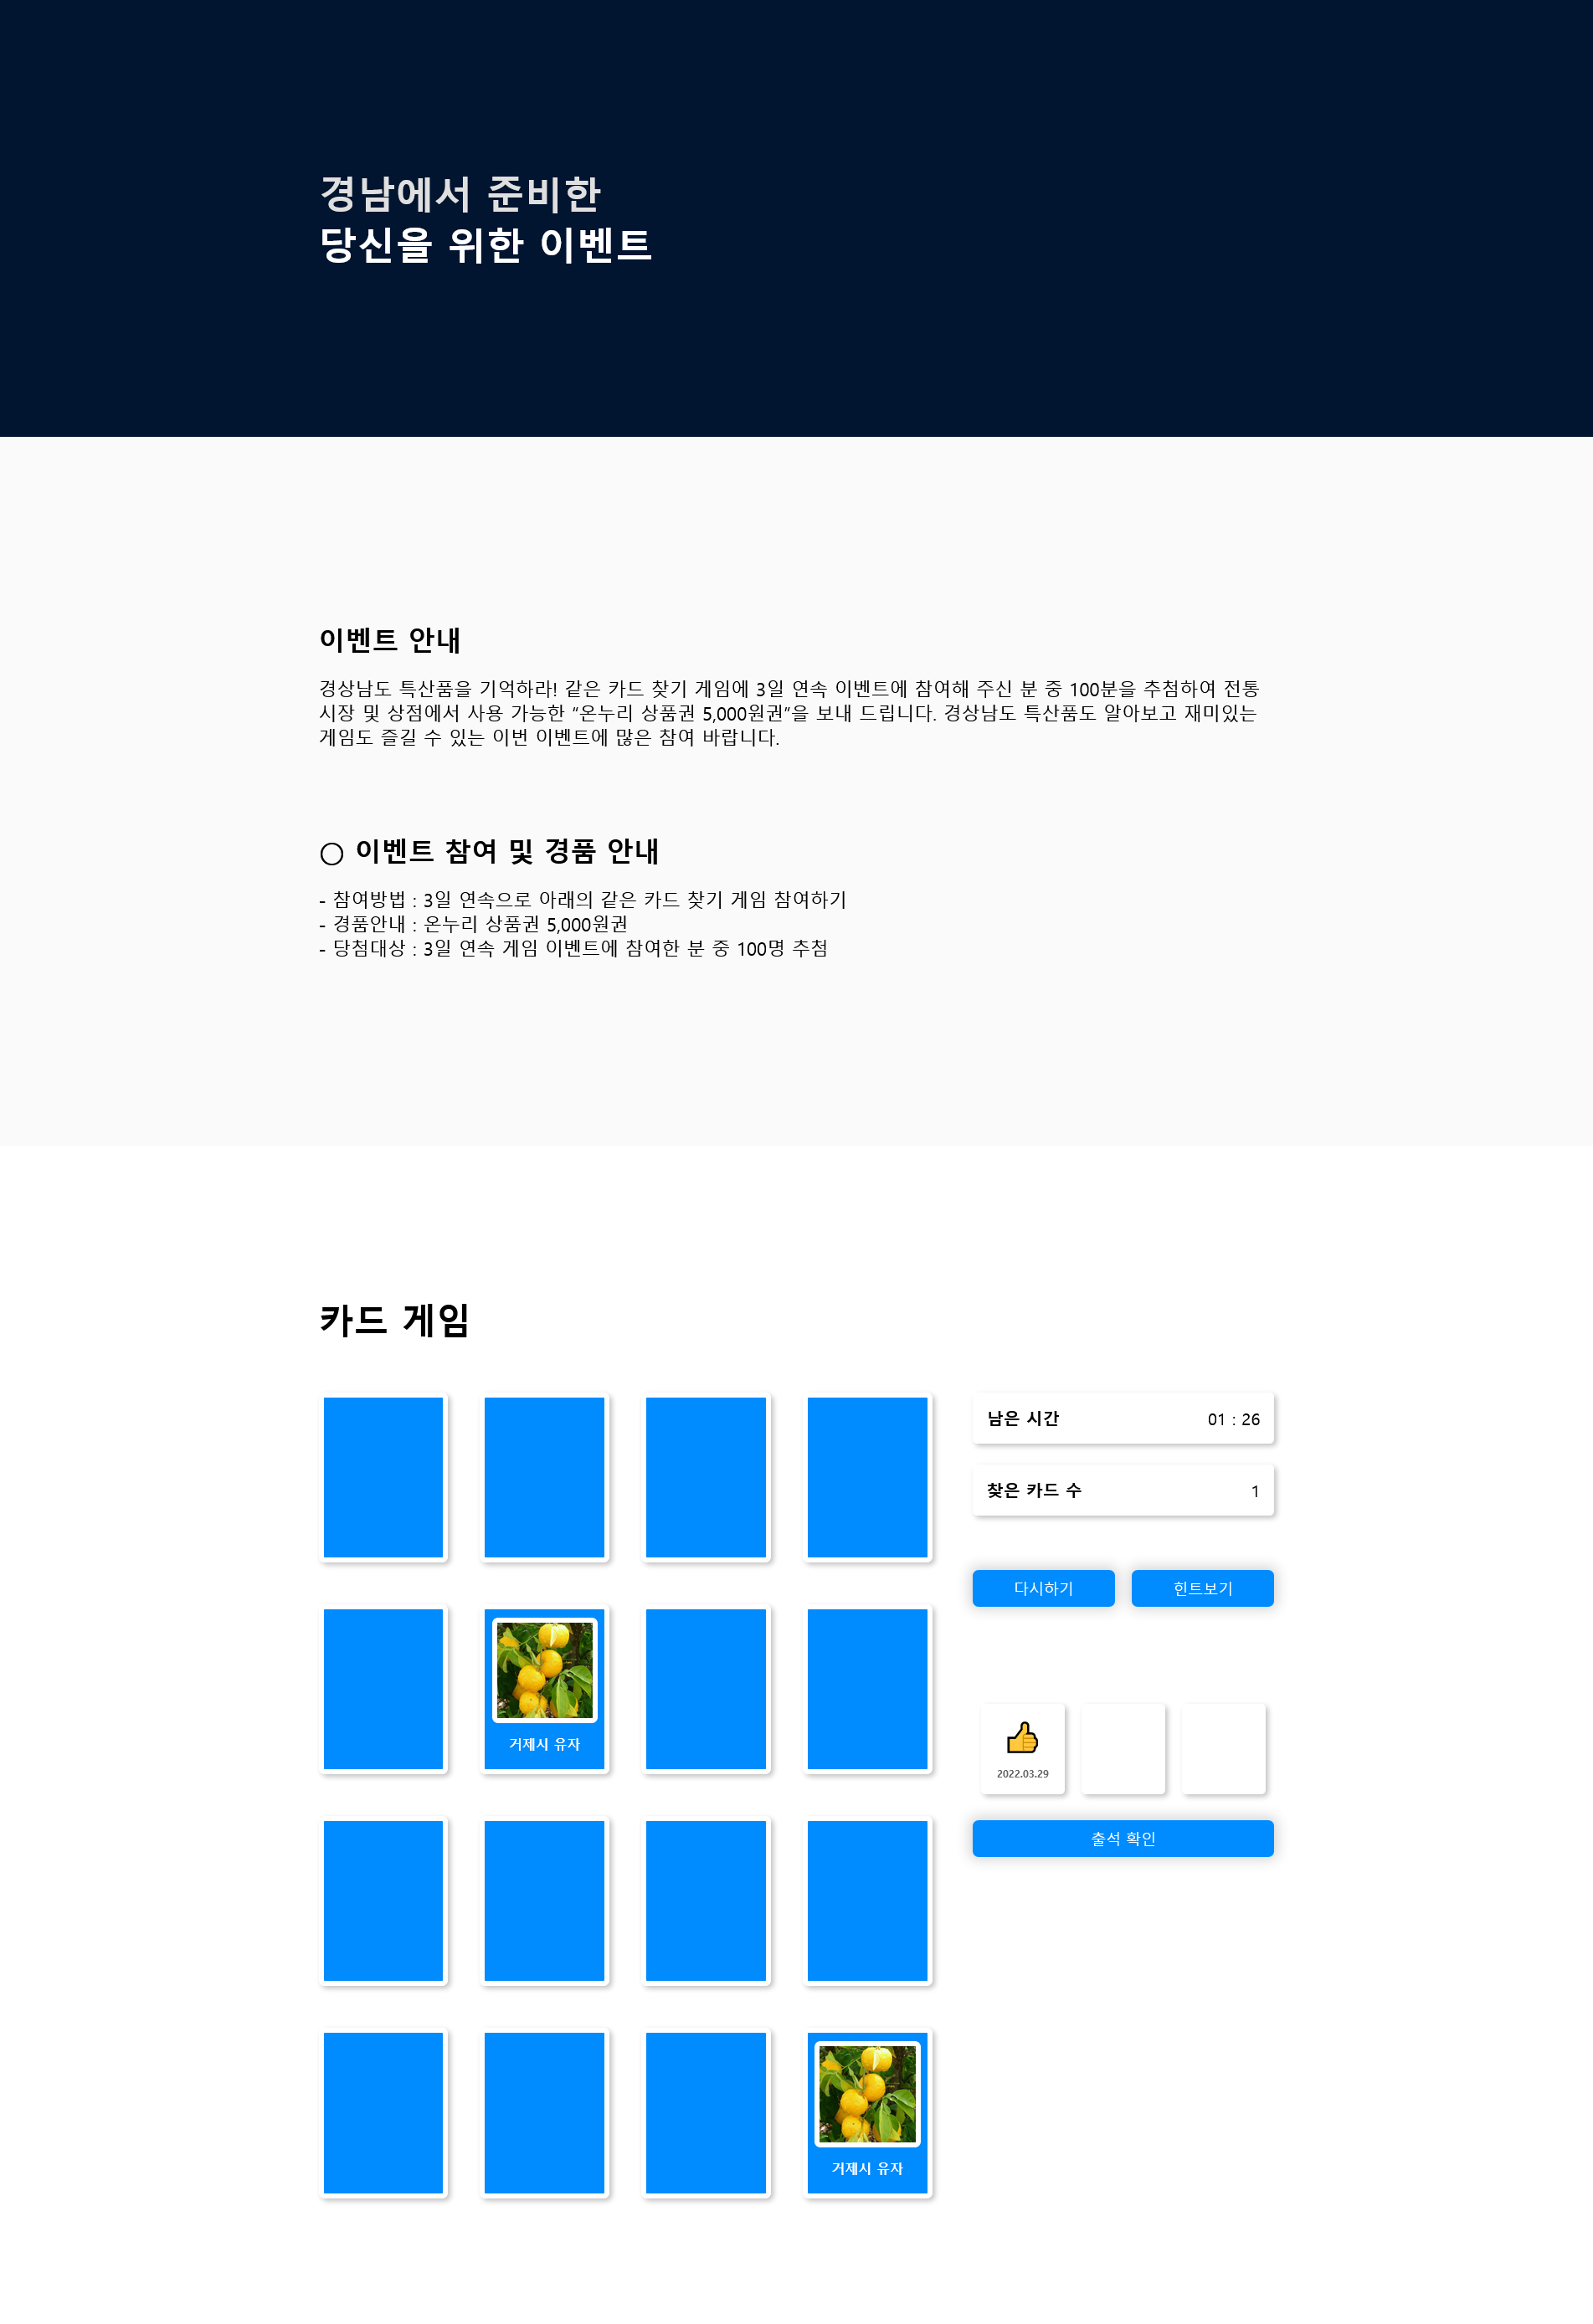 경남에서 준비한
당신을 위한 이벤트
이벤트 안내
경상남도 특산품을 기억하라! 같은 카드 찾기 게임에 3일 연속 이벤트에 참여해 주신 분 중 100분을 추첨하여 전통
시장 및 상점에서 사용 가능한 “온누리 상품권 5,000원권”을 보내 드립니다. 경상남도 특산품도 알아보고 재미있는
게임도 즐길 수 있는 이번 이벤트에 많은 참여 바랍니다.
○ 이벤트 참여 및 경품 안내
- 참여방법 : 3일 연속으로 아래의 같은 카드 찾기 게임 참여하기
- 경품안내 : 온누리 상품권 5,000원권
- 당첨대상 : 3일 연속 게임 이벤트에 참여한 분 중 100명 추첨
카드 게임
남은 시간 01 : 26
찾은 카드 수 1
다시하기 힌트보기
거제시 유자
2022.03.29
출석 확인
거제시 유자